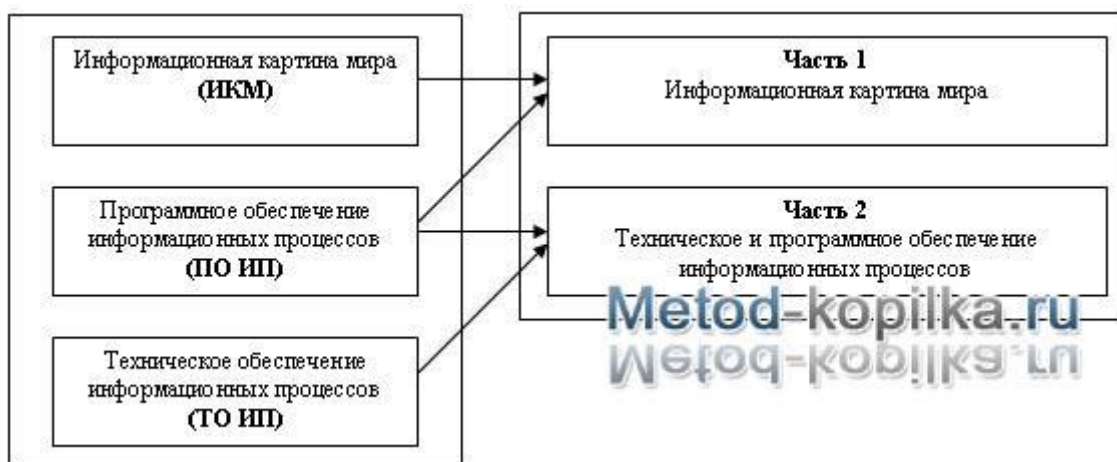 Информационная картина мира
(ИКМ)
Программное обеспечение
информационных процессов
(ПО ИП)
Техническое обеспечение
информационных процессов
(ТО ИП)
Часть 1
Информационная картина мира
Часть 2
Техническое и программное обеспечение
информационных процессов
Metod-kopilka.ru